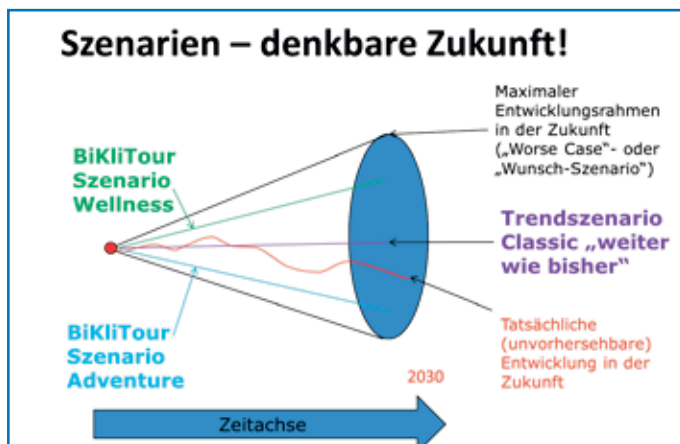 Szenarien – denkbare Zukunft!
Maximaler
Entwicklungsrahmen
in der Zukunft
(„Worse Case“- oder
„Wunsch-Szenario“)
BiKliTour
Szenario
Wellness
Trendszenario
Classic „weiter
wie bisher“
BiKliTour
Szenario
Adventure
Tatsächliche
(unvorhersehbare)
Entwicklung in der
Zukunft
2030
Zeitachse